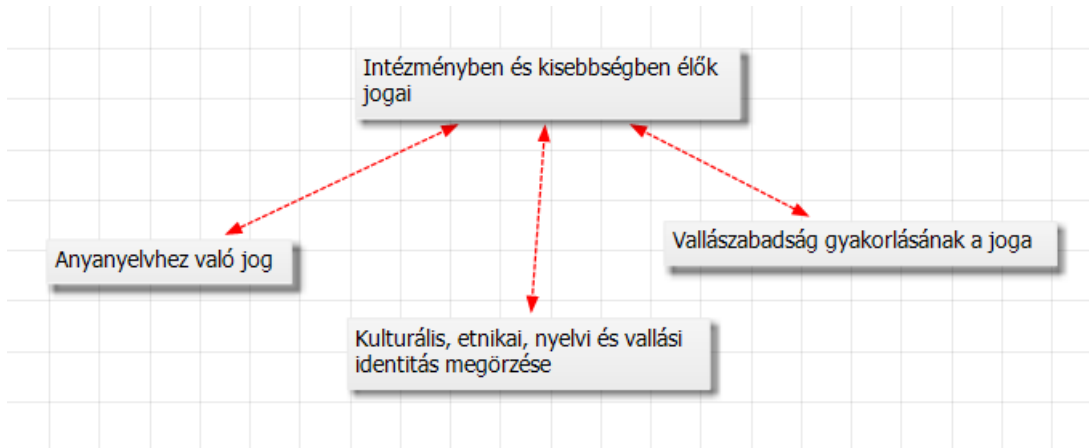 Intézményben és kisebbségben élők
jogai
Anyanyelvhez való jog
Vallászabadság gyakorlásának a joga
Kulturális, etnikai, nyelvi és vallási
identitás megörzése